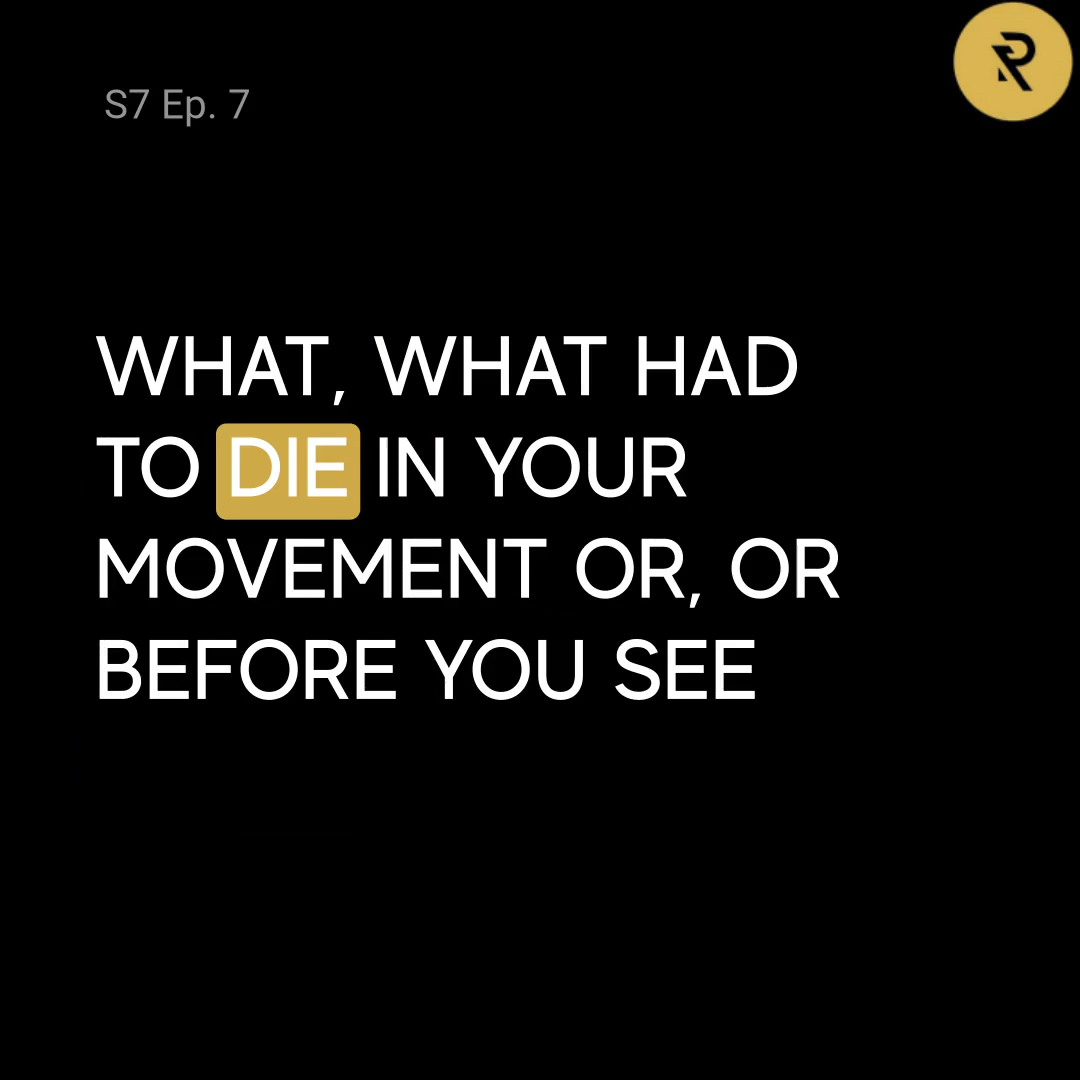 S7 Ep. 7
WHAT, WHAT HAD
TO DIE IN YOUR
MOVEMENT OR, OR
BEFORE YOU SEE